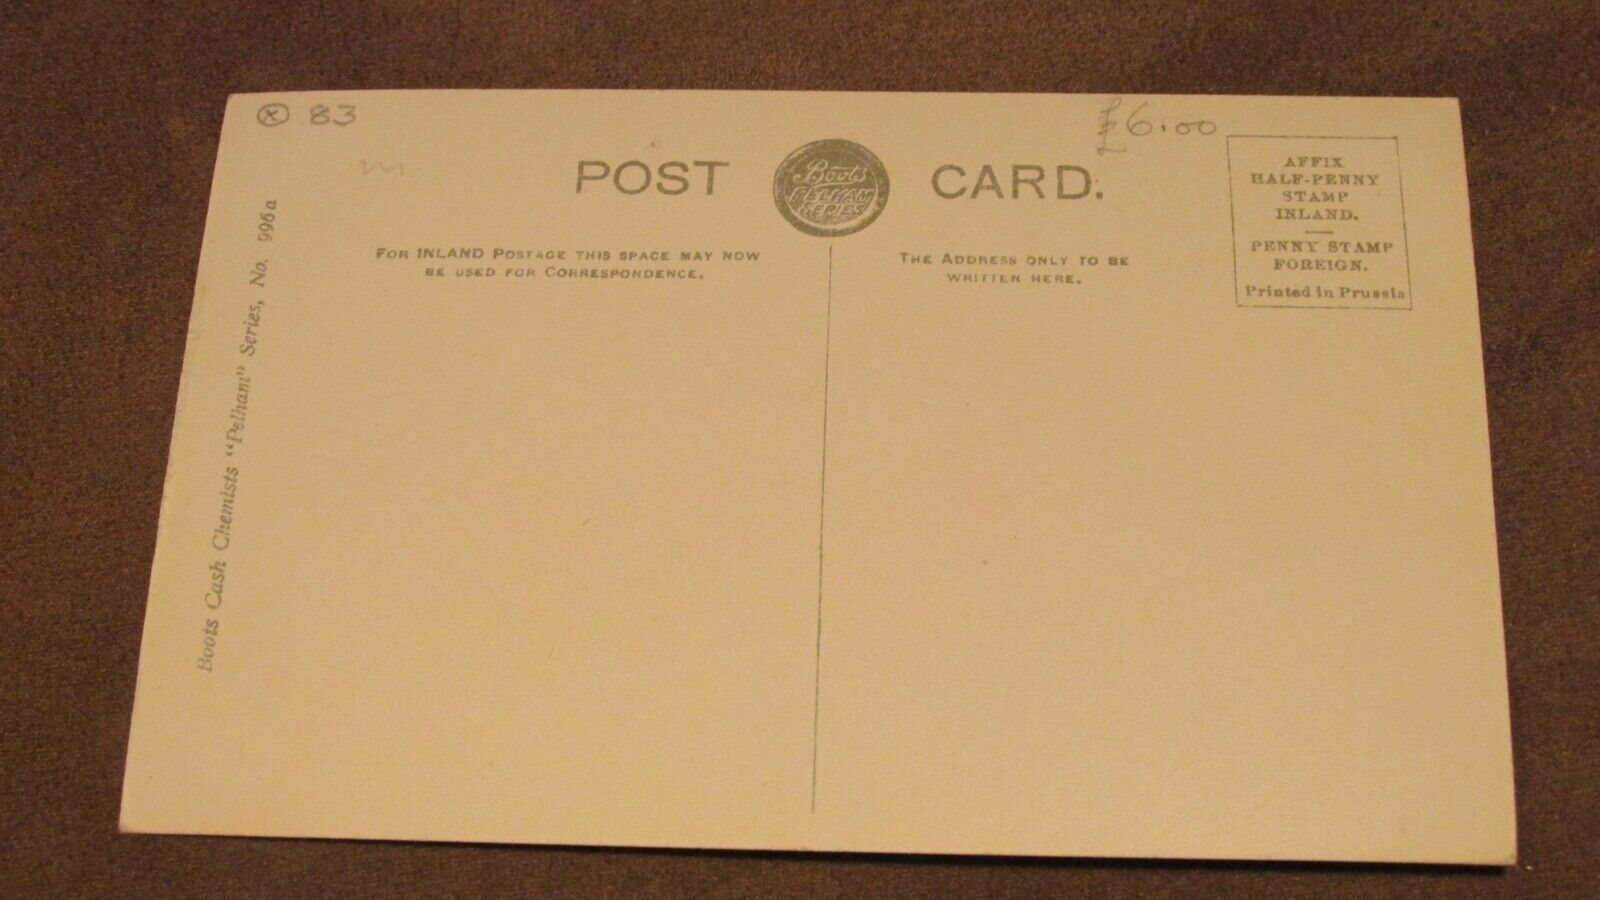 (x) 83
£6.00
POST CARD.
Boots
PELHAM
SERIES
FOR INLAND POSTAGE THIS SPACE MAY NOW
BE USED FOR CORRESPONDENCE.
THE ADDRESS ONLY TO BE
WRITTEN HERE.
AFFIX
HALF-PENNY
STAMP
INLAND.
PENNY STAMP
FOREIGN.
Printed in Prussia
Boots Cash Chemists "Pelham" Series, No. 996a